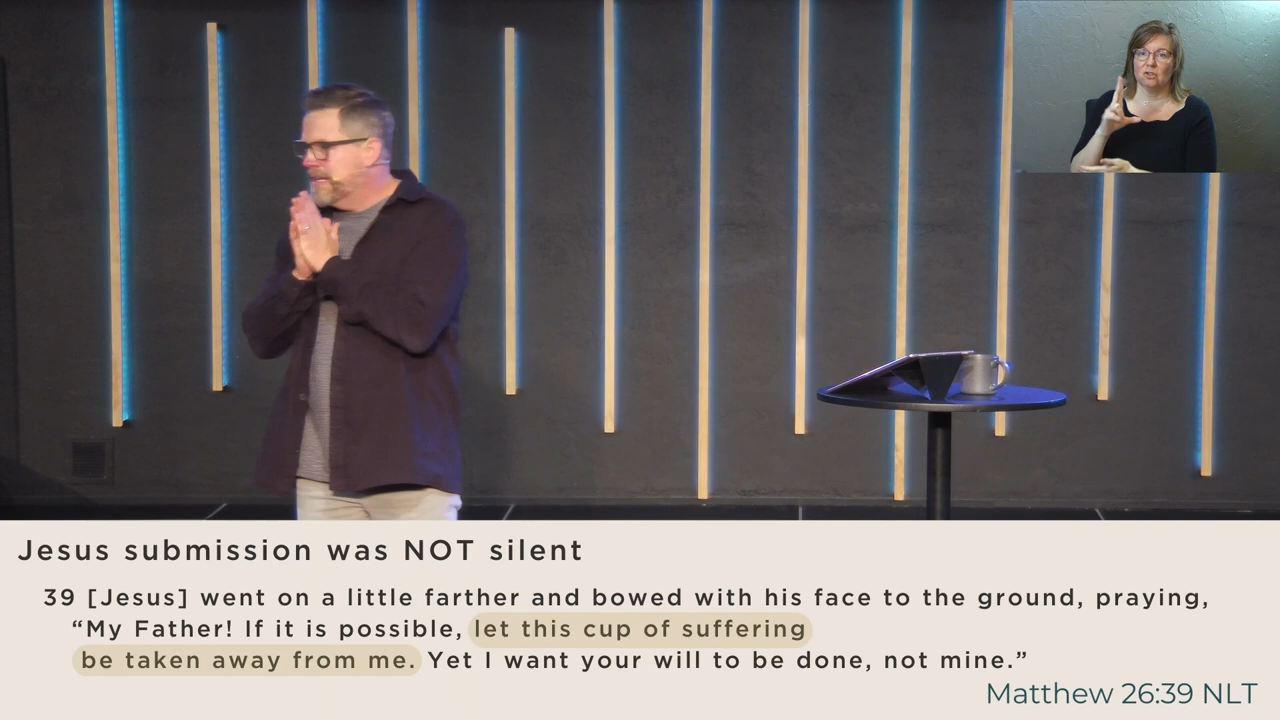 Jesus submission was NOT silent
39 [Jesus] went on a little farther and bowed with his face to the ground, praying,
“My Father! If it is possible, let this cup of suffering
be taken away from me. Yet I want your will to be done, not mine.”
Matthew 26:39 NLT